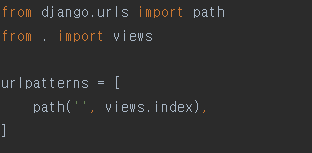 from django.urls import path
from . import views

urlpatterns = [
    path('', views.index),
]